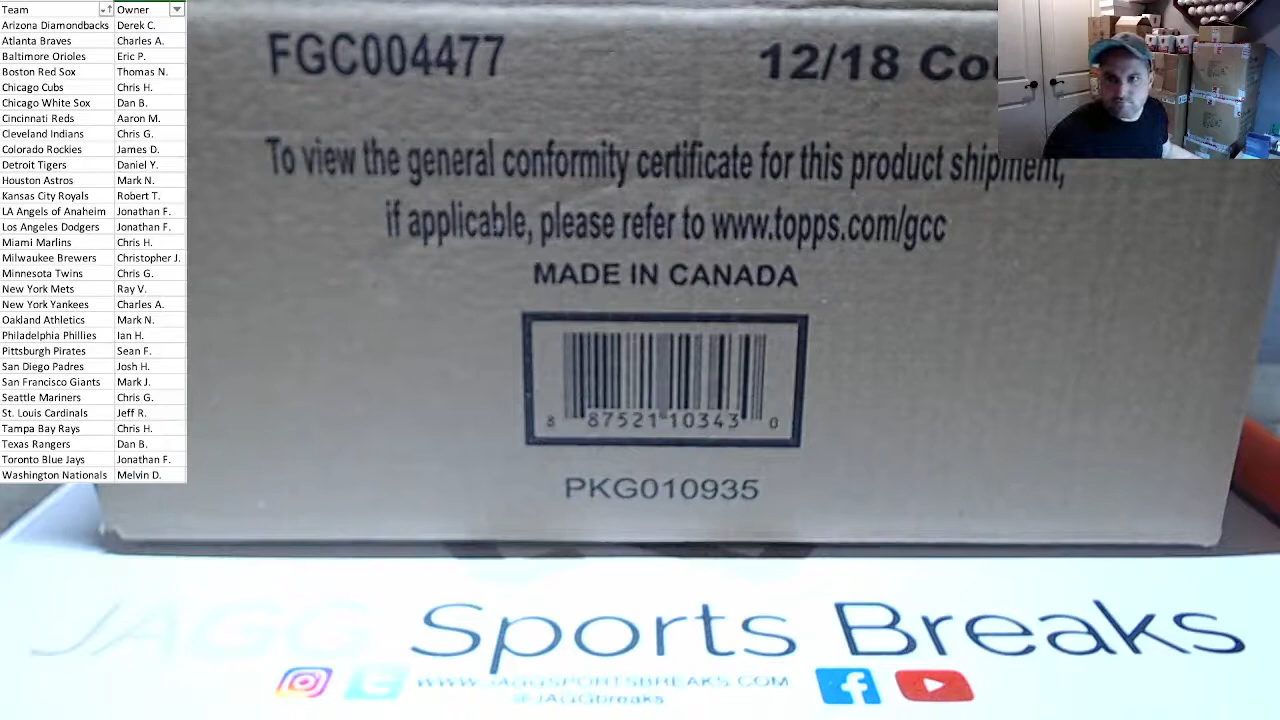 Team Owner
Arizona Diamondbacks Derek C.
Atlanta Braves Charles A.
Baltimore Orioles Eric P.
Boston Red Sox Thomas N.
Chicago Cubs Chris H.
Chicago White Sox Dan B.
Cincinnati Reds Aaron M.
Cleveland Indians Chris G.
Colorado Rockies James D.
Detroit Tigers Daniel Y.
Houston Astros Mark N.
Kansas City Royals Robert T.
LA Angels of Anaheim Jonathan F.
Los Angeles Dodgers Jonathan F.
Miami Marlins Chris H.
Milwaukee Brewers Christopher J.
Minnesota Twins Chris G.
New York Mets Ray V.
New York Yankees Charles A.
Oakland Athletics Mark N.
Philadelphia Phillies Ian H.
Pittsburgh Pirates Sean F.
San Diego Padres Josh H.
San Francisco Giants Mark J.
Seattle Mariners Chris G.
St. Louis Cardinals Jeff R.
Tampa Bay Rays Chris H.
Texas Rangers Dan B.
Toronto Blue Jays Jonathan F.
Washington Nationals Melvin D.
FGC004477 12/18 Co
To view the general conformity certificate for this product shipment,
if applicable, please refer to www.topps.com/gcc
MADE IN CANADA
8 87521 10343 0
PKG010935
JAGG Sports Breaks
WWW.JAGGSPORTSBREAKS.COM
@JAGGbreaks